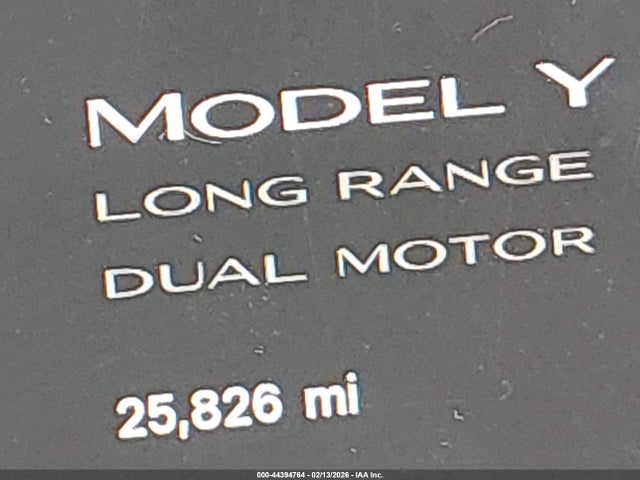 MODEL Y
LONG RANGE
DUAL MOTOR
25,826 mi
000-44394764 - 02/13/2026 - IAA Inc.